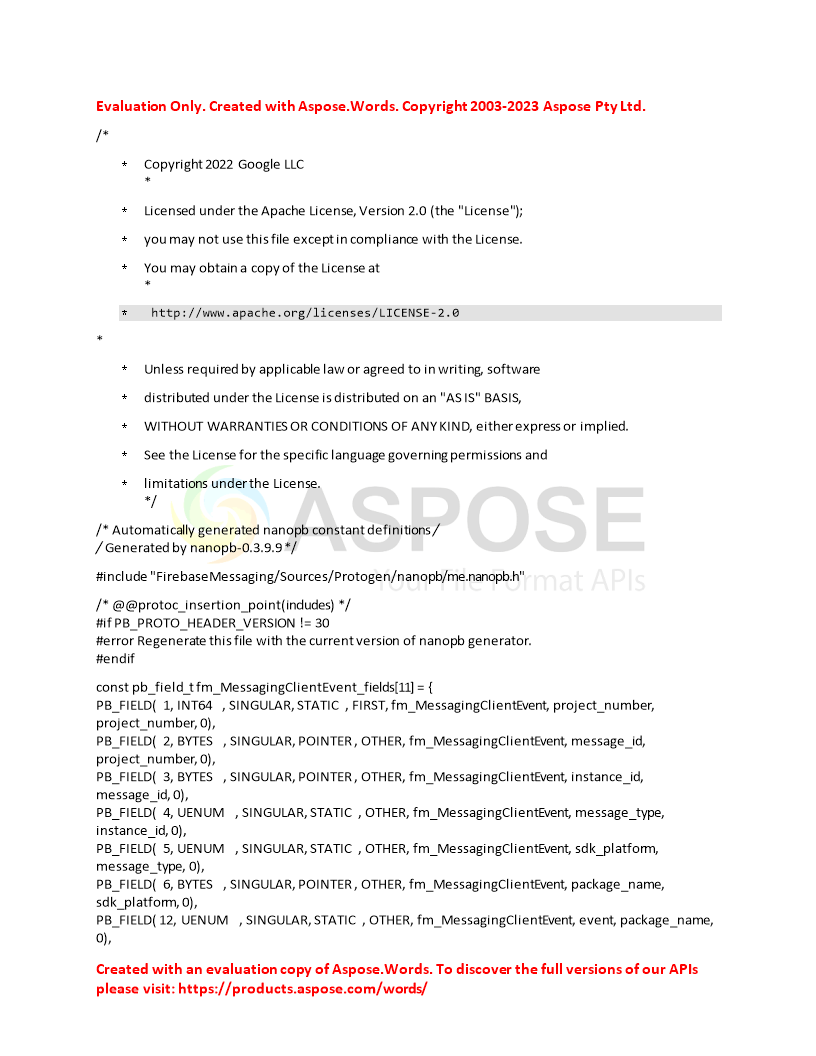 Evaluation Only. Created with Aspose.Words. Copyright 2003-2023 Aspose Pty Ltd.
/*
* Copyright 2022 Google LLC
*
* Licensed under the Apache License, Version 2.0 (the "License");
* you may not use this file except in compliance with the License.
* You may obtain a copy of the License at
*
* http://www.apache.org/licenses/LICENSE-2.0
*
* Unless required by applicable law or agreed to in writing, software
* distributed under the License is distributed on an "AS IS" BASIS,
* WITHOUT WARRANTIES OR CONDITIONS OF ANY KIND, either express or implied.
* See the License for the specific language governing permissions and
* limitations under the License.
*/
ASPOSE
Your File Format APIs
/* Automatically generated nanopb constant definitions /
/ Generated by nanopb-0.3.9.9 */
#include "FirebaseMessaging/Sources/Protogen/nanopb/me.nanopb.h"
/* @@protoc_insertion_point(includes) */
#if PB_PROTO_HEADER_VERSION != 30
#error Regenerate this file with the current version of nanopb generator.
#endif
const pb_field_t fm_MessagingClientEvent_fields[11] = {
PB_FIELD( 1, INT64 , SINGULAR, STATIC , FIRST, fm_MessagingClientEvent, project_number,
project_number, 0),
PB_FIELD( 2, BYTES , SINGULAR, POINTER , OTHER, fm_MessagingClientEvent, message_id,
project_number, 0),
PB_FIELD( 3, BYTES , SINGULAR, POINTER , OTHER, fm_MessagingClientEvent, instance_id,
message_id, 0),
PB_FIELD( 4, UENUM , SINGULAR, STATIC , OTHER, fm_MessagingClientEvent, message_type,
instance_id, 0),
PB_FIELD( 5, UENUM , SINGULAR, STATIC , OTHER, fm_MessagingClientEvent, sdk_platform,
message_type, 0),
PB_FIELD( 6, BYTES , SINGULAR, POINTER , OTHER, fm_MessagingClientEvent, package_name,
sdk_platform, 0),
PB_FIELD( 12, UENUM , SINGULAR, STATIC , OTHER, fm_MessagingClientEvent, event, package_name,
0),
Created with an evaluation copy of Aspose.Words. To discover the full versions of our APIs
please visit: https://products.aspose.com/words/